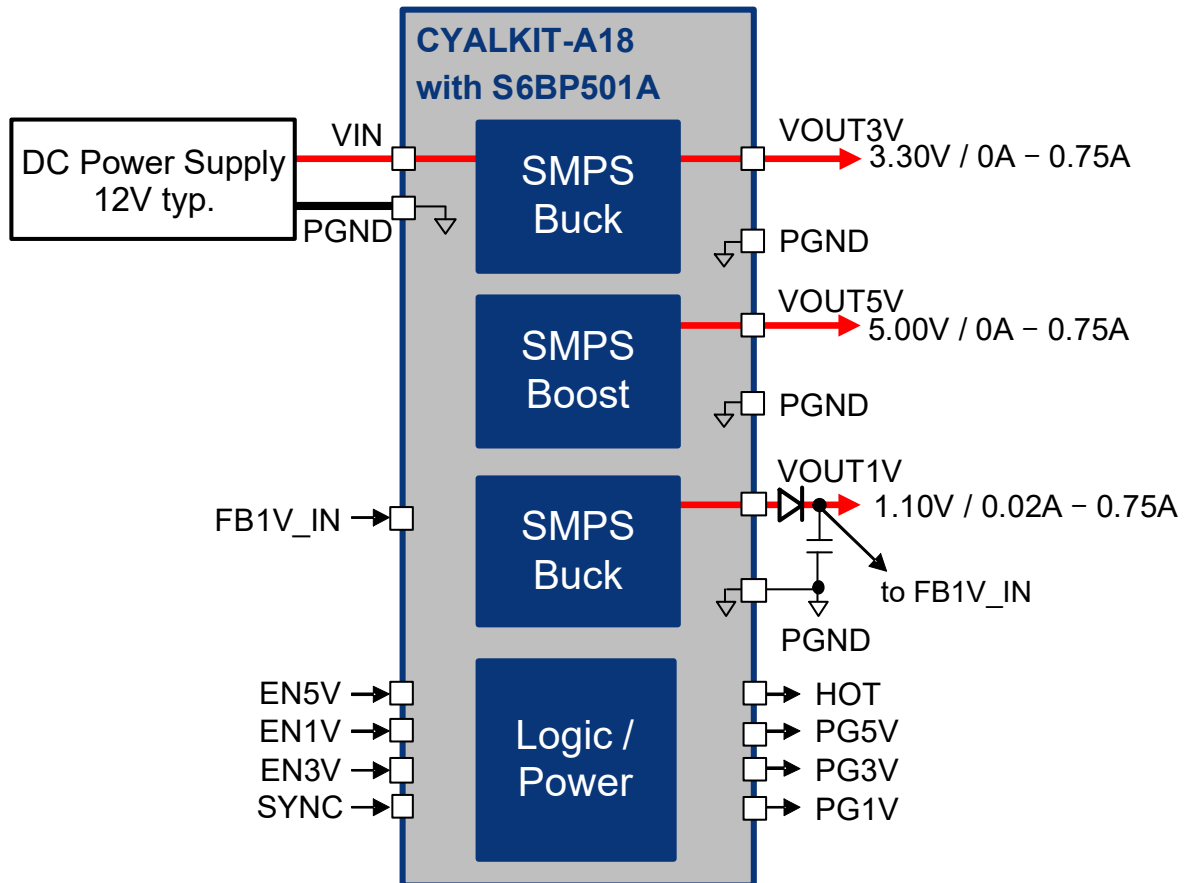 CYALKIT-A18
with S6BP501A
DC Power Supply
12V typ.
VIN
PGND
SMPS
Buck
VOUT3V
3.30V / 0A − 0.75A
PGND
SMPS
Boost
VOUT5V
5.00V / 0A − 0.75A
PGND
FB1V_IN
SMPS
Buck
VOUT1V
1.10V / 0.02A − 0.75A
to FB1V_IN
PGND
EN5V
EN1V
EN3V
SYNC
Logic /
Power
HOT
PG5V
PG3V
PG1V